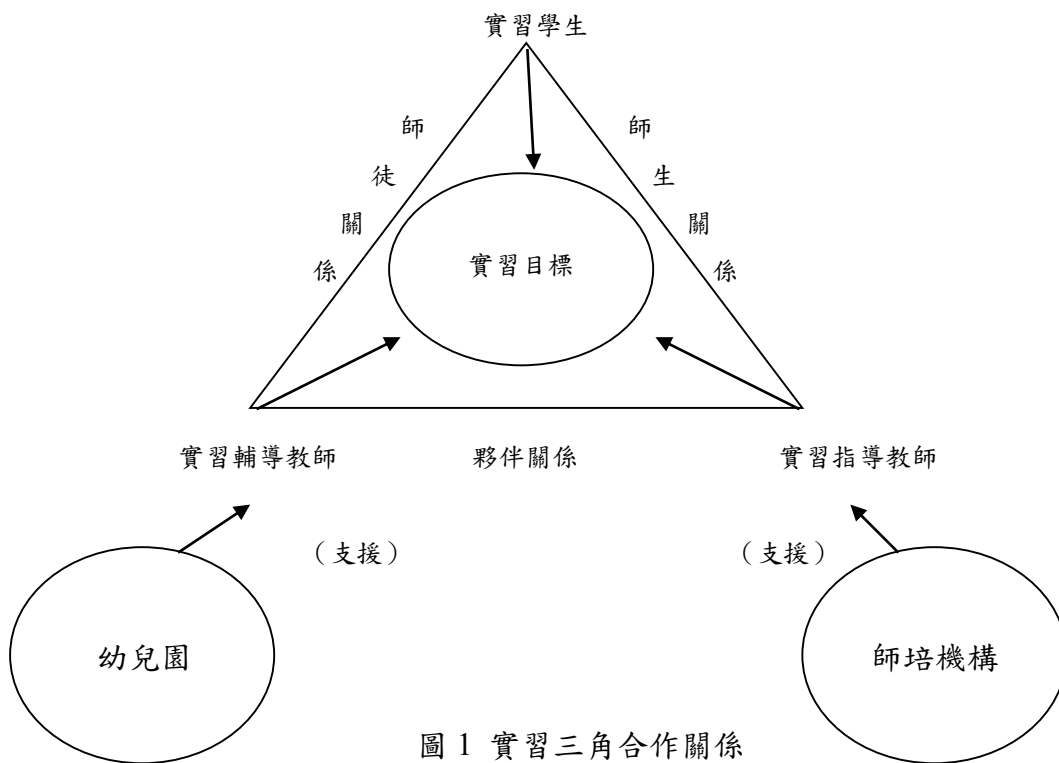 實習學生
師徒關係
師生關係
實習目標
實習輔導教師
夥伴關係
實習指導教師
（支援）
（支援）
幼兒園
師培機構
圖 1 實習三角合作關係